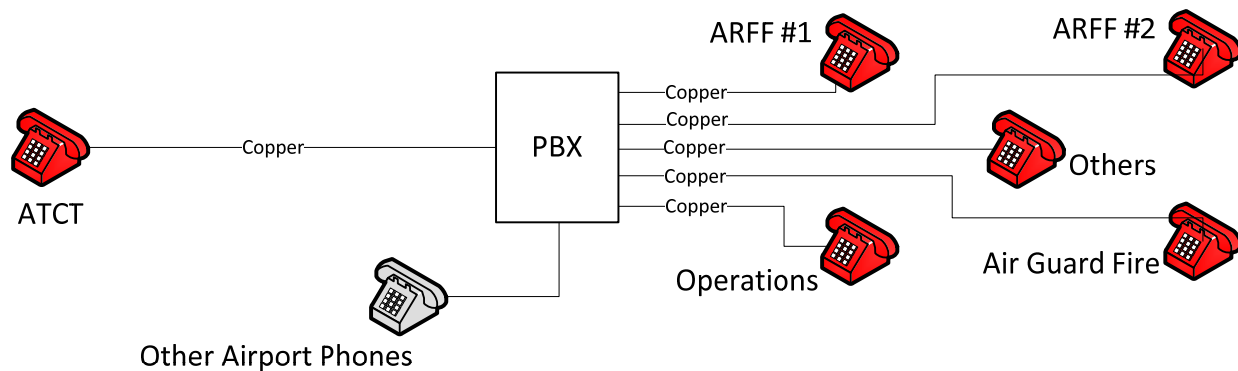 ARFF #1
ARFF #2
Copper
Copper
PBX
Copper
Copper
Others
ATCT
Copper
Copper
Operations
Air Guard Fire
Other Airport Phones